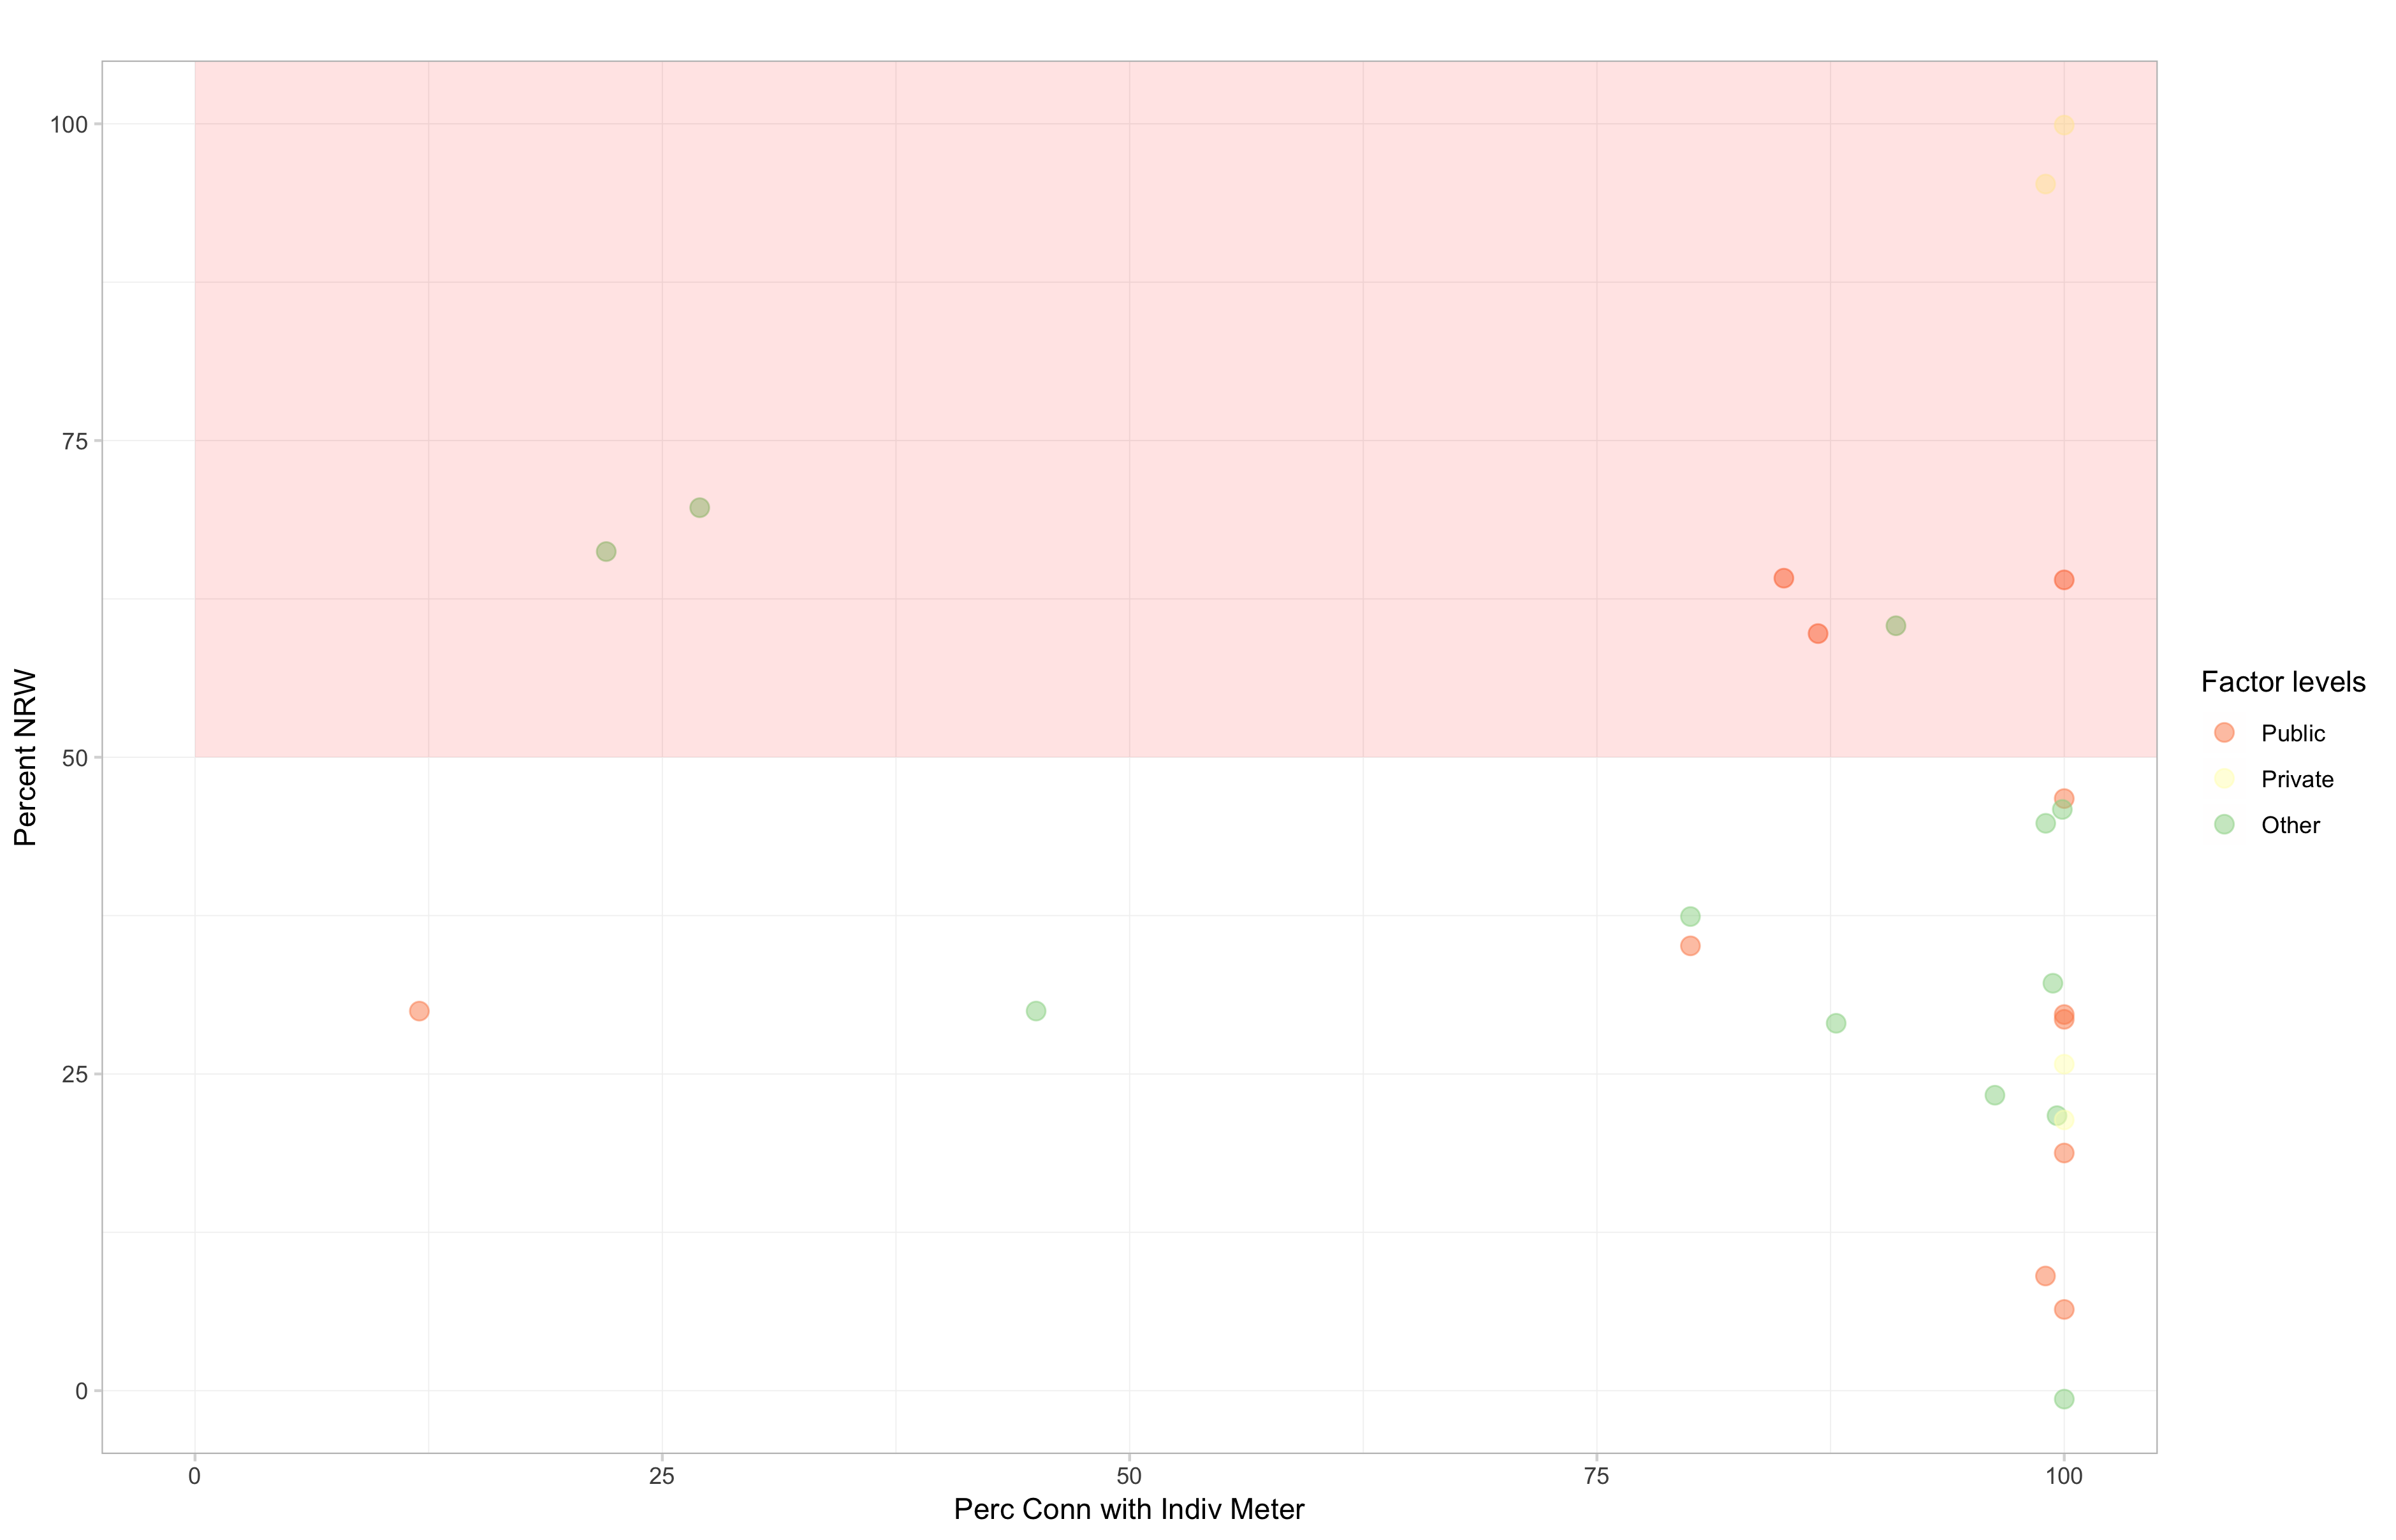 100
75
50
25
0
Percent NRW
0 25 50 75 100
Perc Conn with Indiv Meter
Factor levels
Public
Private
Other